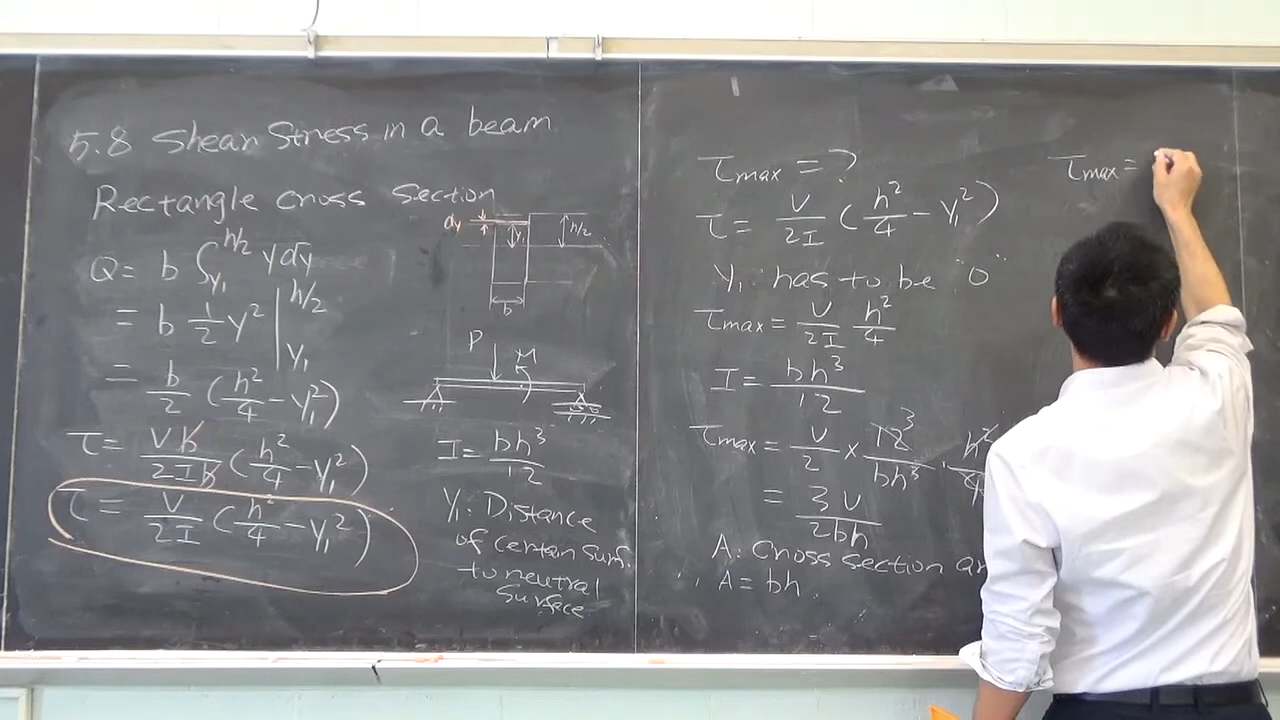 5.8 Shear Stress in a beam
Rectangle cross section
Q = b ∫_{y₁}^{h/2} y dy
= b 1/2 y² |_{y₁}^{h/2}
= b/2 (h²/4 - y₁²)
τ = Vb/2Ib (h²/4 - y₁²)
τ = V/2I (h²/4 - y₁²)
dy
y₁
h/2
b
P
M
I = bh³/12
y₁: Distance
of certain surf.
to neutral
Surface
τmax = ?
τ = V/2I (h²/4 - y₁²)
y₁ has to be "0"
τmax = V/2I h²/4
I = bh³/12
τmax = V/2 × 12 3/bh³ · h²/4
= 3V/2bh
A: Cross section
∴ A = bh
τmax =